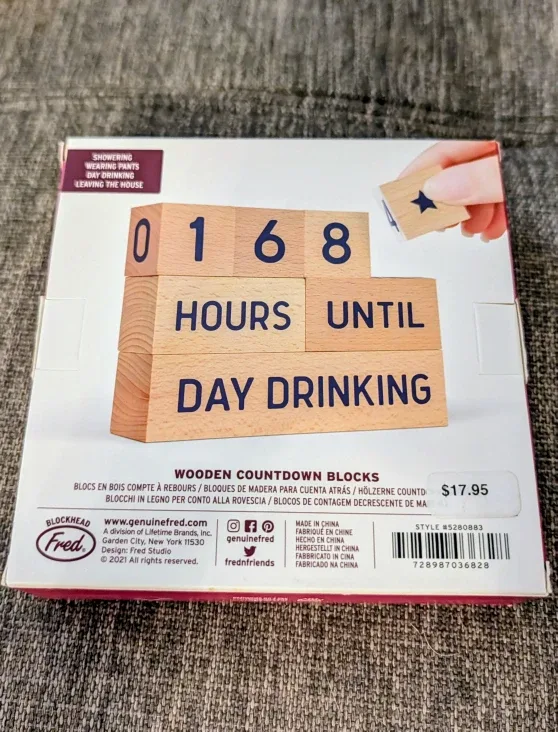 SHOWERING
WEARING PANTS
DAY DRINKING
LEAVING THE HOUSE
0 1 6 8
HOURS UNTIL
DAY DRINKING
WOODEN COUNTDOWN BLOCKS
BLOCS EN BOIS COMPTE À REBOURS / BLOQUES DE MADERA PARA CUENTA ATRÁS / HÖLZERNE
BLOCCHI IN LEGNO PER CONTO ALLA ROVESCIA / BLOCOS DE CONTAGEM DECRESCENTE DE
$17.95
BLOCKHEAD
Fred.
www.genuinefred.com
A division of Lifetime Brands, Inc.
Garden City, New York 11530
Design: Fred Studio
© 2021 All rights reserved.
genuinefred
frednfriends
MADE IN CHINA
FABRIQUÉ EN CHINE
HECHO EN CHINA
HERGESTELLT IN CHINA
FABBRICATO IN CINA
FABRICADO NA CHINA
STYLE #5280883
728987036828